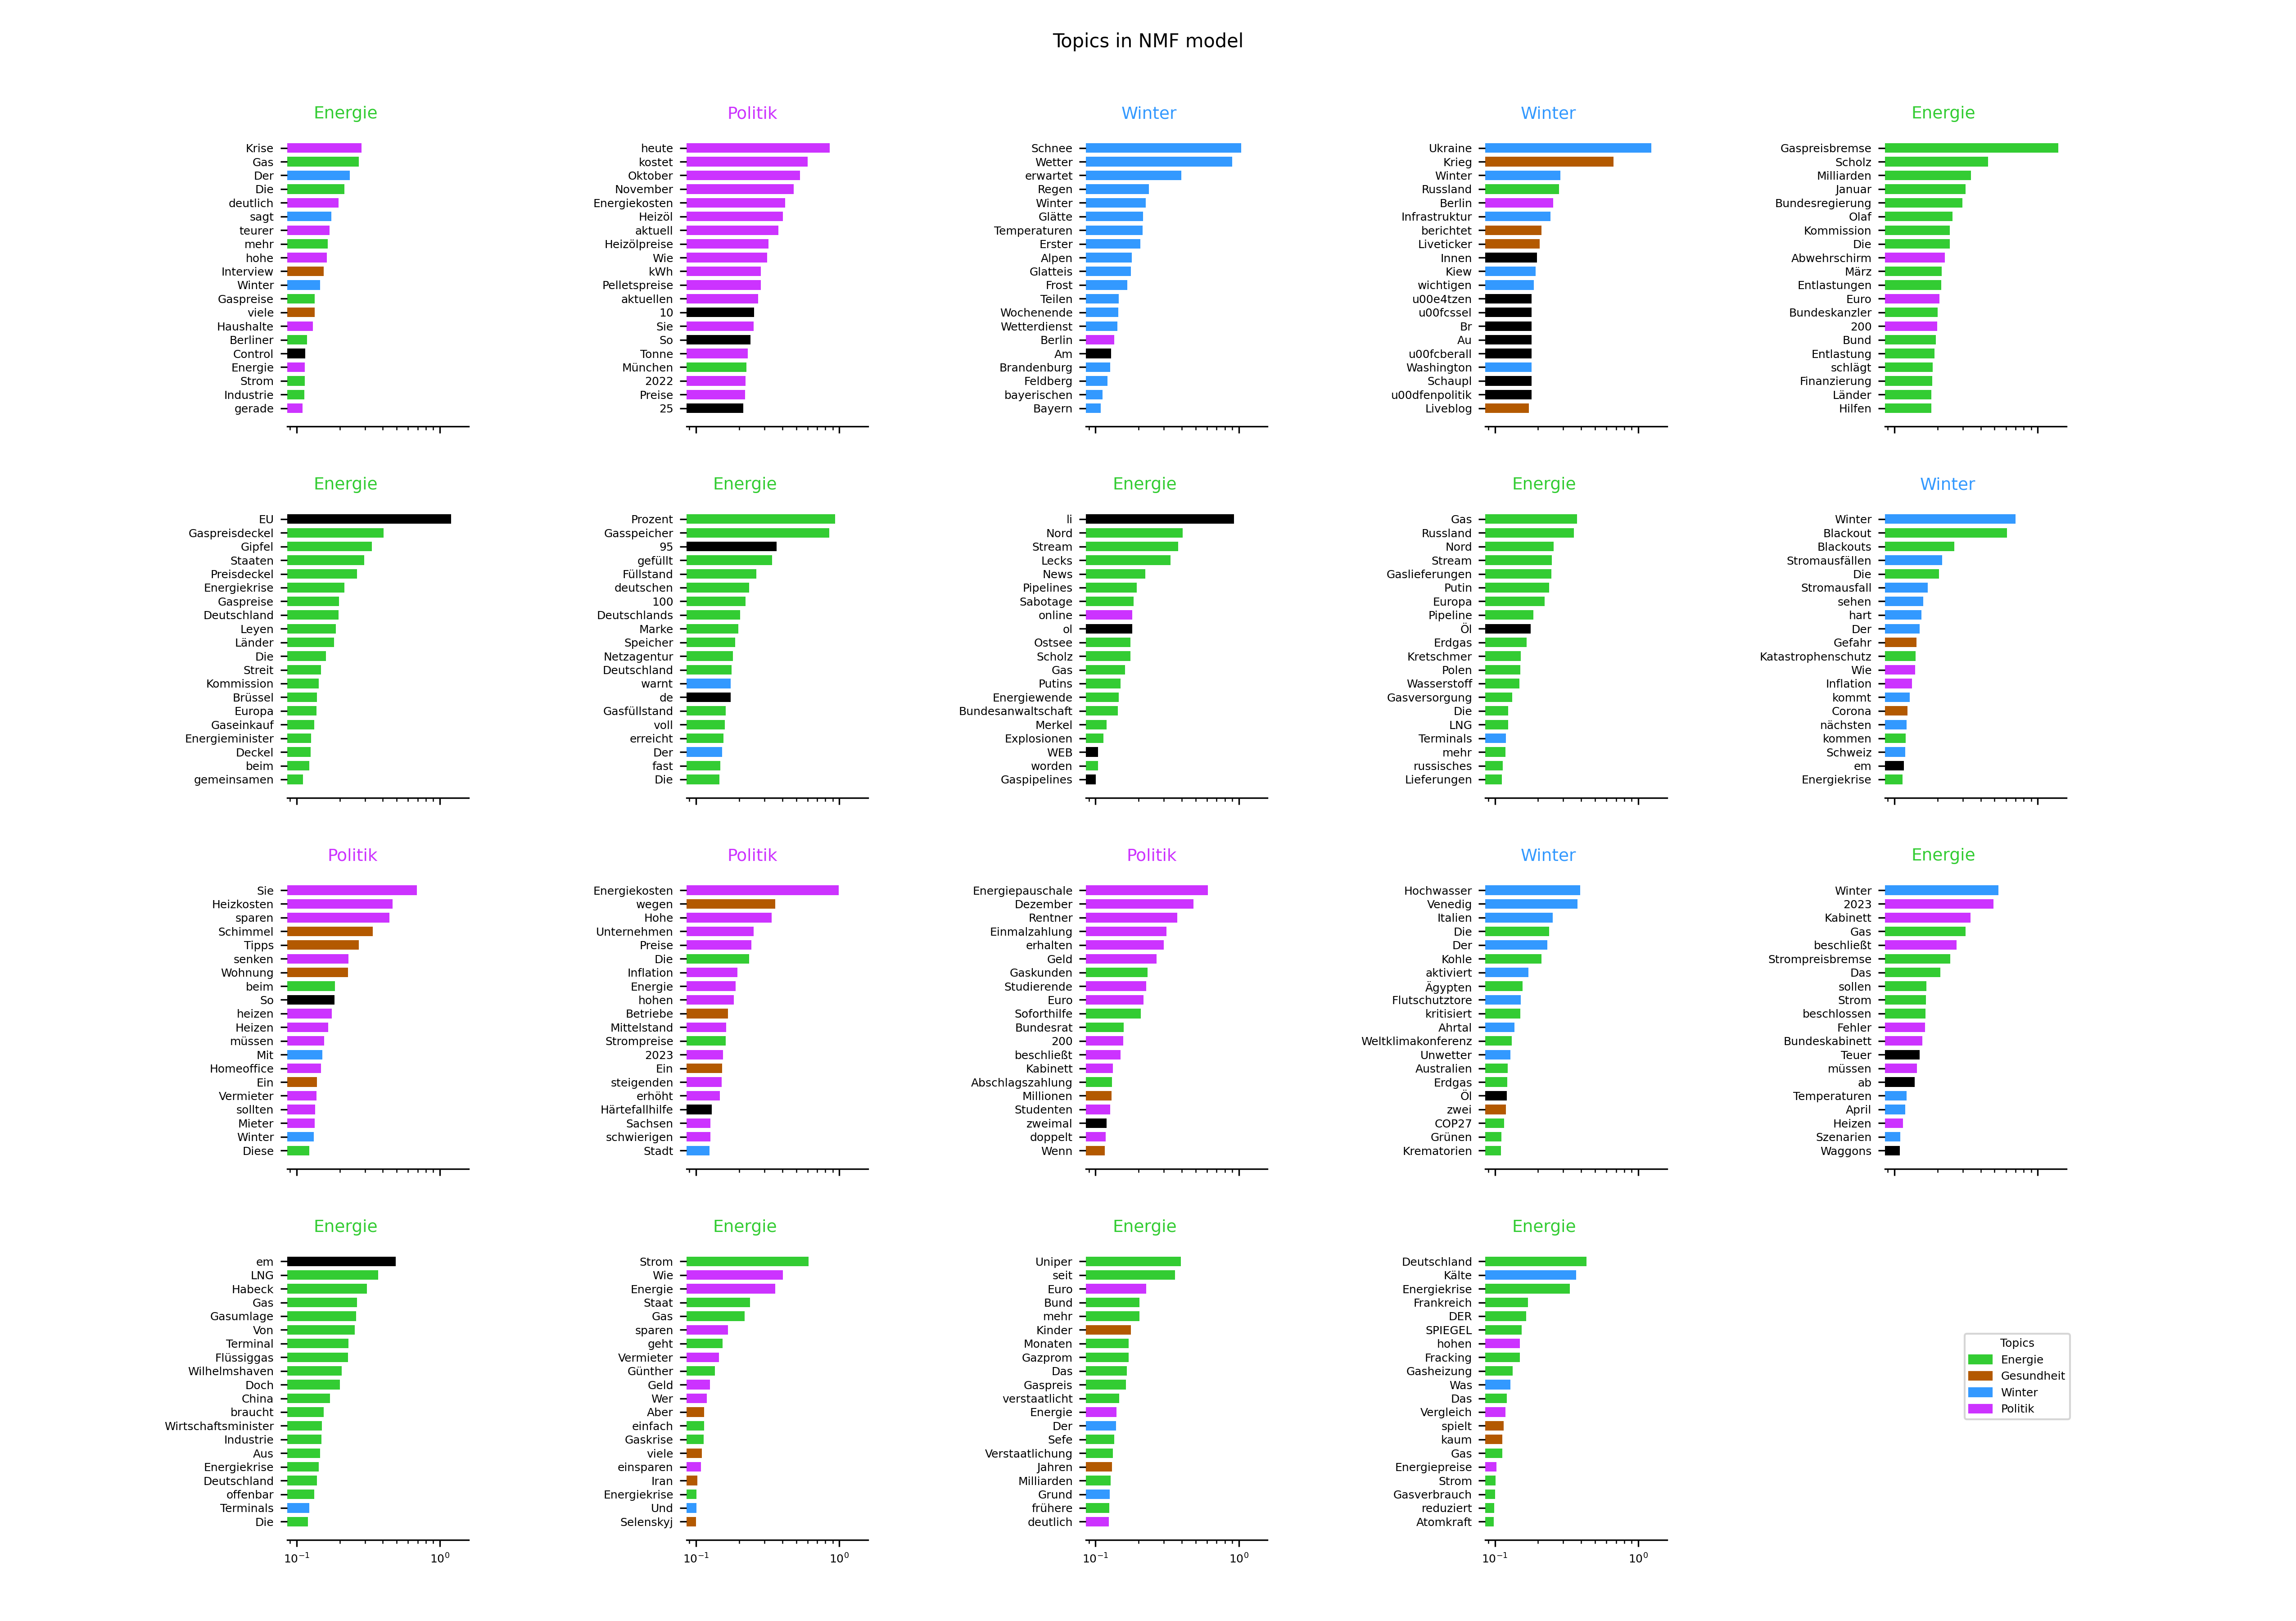 Topics in NMF model
Energie
Krise
Gas
Der
Die
deutlich
sagt
teurer
mehr
hohe
Interview
Winter
Gaspreise
viele
Haushalte
Berliner
Control
Energie
Strom
Industrie
gerade
Politik
heute
kostet
Oktober
November
Energiekosten
Heizöl
aktuell
Heizölpreise
Wie
kWh
Pelletspreise
aktuellen
10
Sie
So
Tonne
München
2022
Preise
25
Winter
Schnee
Wetter
erwartet
Regen
Winter
Glätte
Temperaturen
Erster
Alpen
Glatteis
Frost
Teilen
Wochenende
Wetterdienst
Berlin
Am
Brandenburg
Feldberg
bayerischen
Bayern
Winter
Ukraine
Krieg
Winter
Russland
Berlin
Infrastruktur
berichtet
Liveticker
Innen
Kiew
wichtigen
u00e4tzen
u00fcssel
Br
Au
u00fcberall
Washington
Schaupl
u00dfenpolitik
Liveblog
Energie
Gaspreisbremse
Scholz
Milliarden
Januar
Bundesregierung
Olaf
Kommission
Die
Abwehrschirm
März
Entlastungen
Euro
Bundeskanzler
200
Bund
Entlastung
schlägt
Finanzierung
Länder
Hilfen
Energie
EU
Gaspreisdeckel
Gipfel
Staaten
Preisdeckel
Energiekrise
Gaspreise
Deutschland
Leyen
Länder
Die
Streit
Kommission
Brüssel
Europa
Gaseinkauf
Energieminister
Deckel
beim
gemeinsamen
Energie
Prozent
Gasspeicher
95
gefüllt
Füllstand
deutschen
100
Deutschlands
Marke
Speicher
Netzagentur
Deutschland
warnt
de
Gasfüllstand
voll
erreicht
Der
fast
Die
Energie
li
Nord
Stream
Lecks
News
Pipelines
Sabotage
online
ol
Ostsee
Scholz
Gas
Putins
Energiewende
Bundesanwaltschaft
Merkel
Explosionen
WEB
worden
Gaspipelines
Energie
Gas
Russland
Nord
Stream
Gaslieferungen
Putin
Europa
Pipeline
Öl
Erdgas
Kretschmer
Polen
Wasserstoff
Gasversorgung
Die
LNG
Terminals
mehr
russisches
Lieferungen
Winter
Winter
Blackout
Blackouts
Stromausfällen
Die
Stromausfall
sehen
hart
Der
Gefahr
Katastrophenschutz
Wie
Inflation
kommt
Corona
nächsten
kommen
Schweiz
em
Energiekrise
Politik
Sie
Heizkosten
sparen
Schimmel
Tipps
senken
Wohnung
beim
So
heizen
Heizen
müssen
Mit
Homeoffice
Ein
Vermieter
sollten
Mieter
Winter
Diese
Politik
Energiekosten
wegen
Hohe
Unternehmen
Preise
Die
Inflation
Energie
hohen
Betriebe
Mittelstand
Strompreise
2023
Ein
steigenden
erhöht
Härtefallhilfe
Sachsen
schwierigen
Stadt
Politik
Energiepauschale
Dezember
Rentner
Einmalzahlung
erhalten
Geld
Gaskunden
Studierende
Euro
Soforthilfe
Bundesrat
200
beschließt
Kabinett
Abschlagszahlung
Millionen
Studenten
zweimal
doppelt
Wenn
Winter
Hochwasser
Venedig
Italien
Die
Der
Kohle
aktiviert
Ägypten
Flutschutztore
kritisiert
Ahrtal
Weltklimakonferenz
Unwetter
Australien
Erdgas
Öl
zwei
COP27
Grünen
Krematorien
Energie
Winter
2023
Kabinett
Gas
beschließt
Strompreisbremse
Das
sollen
Strom
beschlossen
Fehler
Bundeskabinett
Teuer
müssen
ab
Temperaturen
April
Heizen
Szenarien
Waggons
Energie
em
LNG
Habeck
Gas
Gasumlage
Von
Terminal
Flüssiggas
Wilhelmshaven
Doch
China
braucht
Wirtschaftsminister
Industrie
Aus
Energiekrise
Deutschland
offenbar
Terminals
Die
10⁻¹ 10⁰
Energie
Strom
Wie
Energie
Staat
Gas
sparen
geht
Vermieter
Günther
Geld
Wer
Aber
einfach
Gaskrise
viele
einsparen
Iran
Energiekrise
Und
Selenskyj
10⁻¹ 10⁰
Energie
Uniper
seit
Euro
Bund
mehr
Kinder
Monaten
Gazprom
Das
Gaspreis
verstaatlicht
Energie
Der
Sefe
Verstaatlichung
Jahren
Milliarden
Grund
frühere
deutlich
10⁻¹ 10⁰
Energie
Deutschland
Kälte
Energiekrise
Frankreich
DER
SPIEGEL
hohen
Fracking
Gasheizung
Was
Das
Vergleich
spielt
kaum
Gas
Energiepreise
Strom
Gasverbrauch
reduziert
Atomkraft
10⁻¹ 10⁰
Topics
Energie
Gesundheit
Winter
Politik